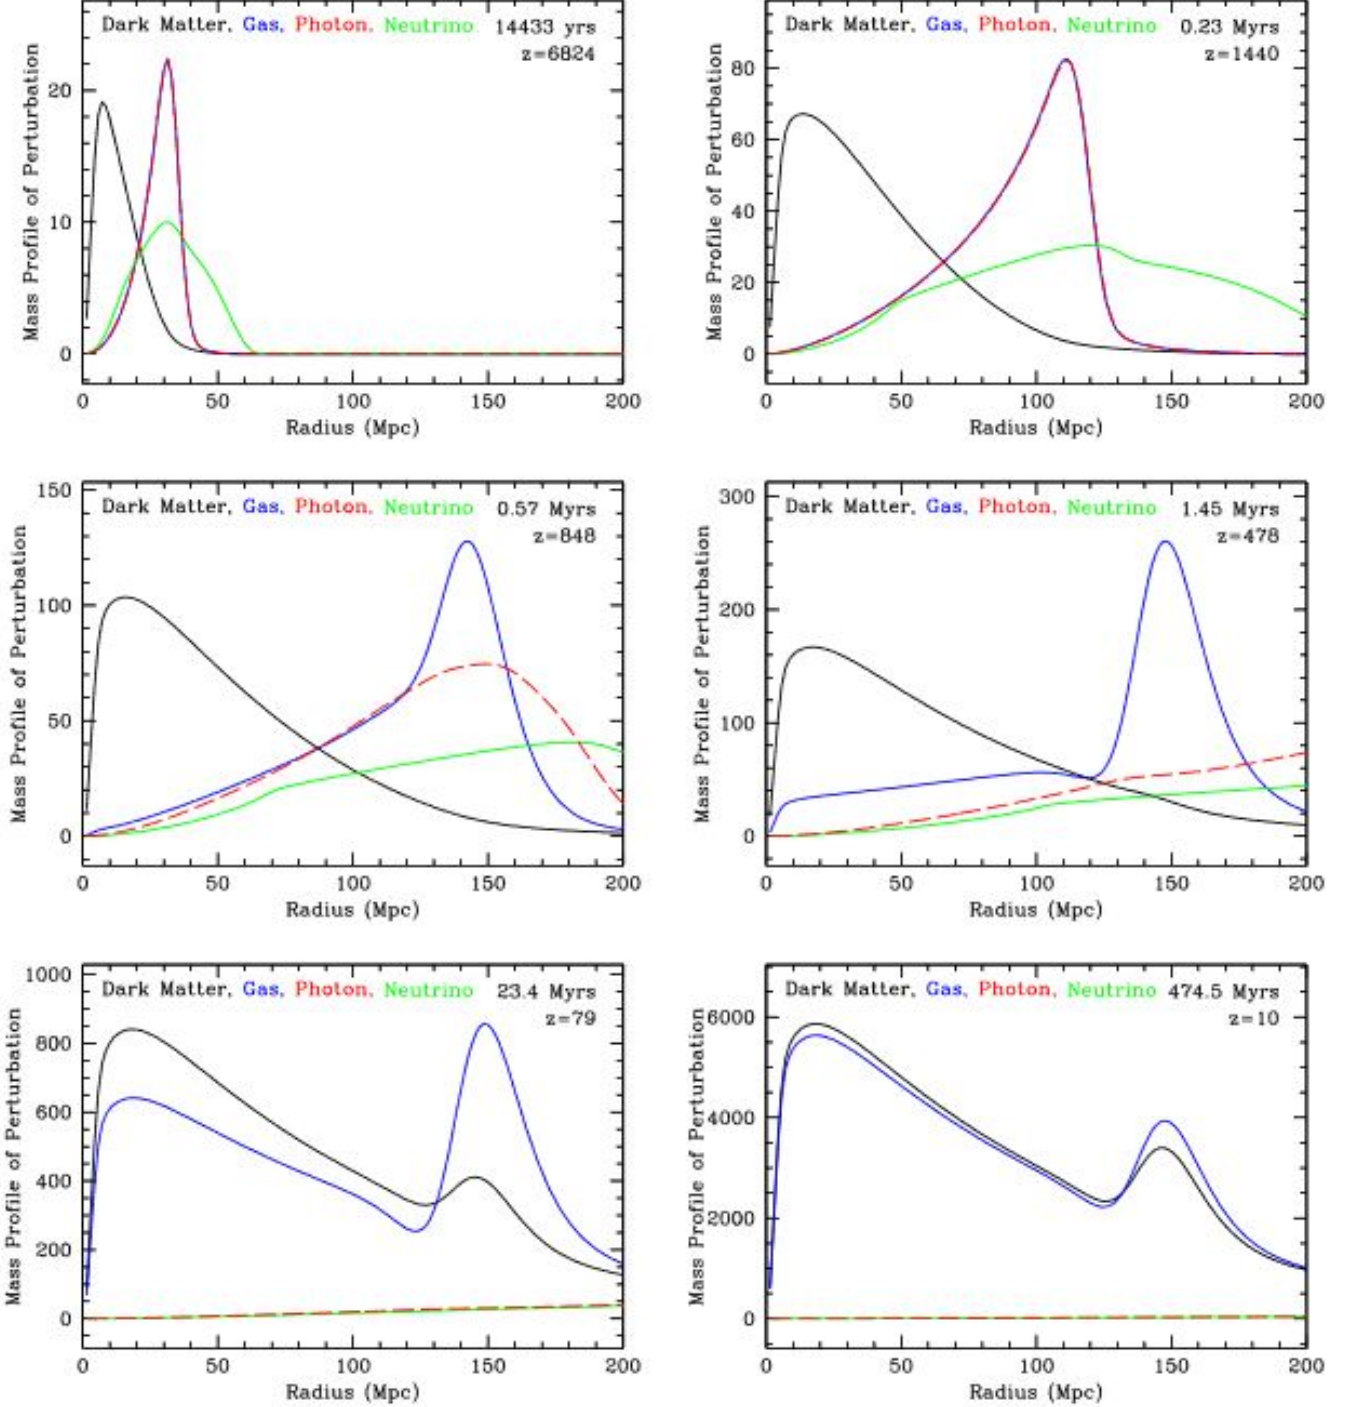 Dark Matter, Gas, Photon, Neutrino 14433 yrs
z=6824
Mass Profile of Perturbation
20
10
0
0 50 100 150 200
Radius (Mpc)
Dark Matter, Gas, Photon, Neutrino 0.23 Myrs
z=1440
Mass Profile of Perturbation
80
60
40
20
0
0 50 100 150 200
Radius (Mpc)
Dark Matter, Gas, Photon, Neutrino 0.57 Myrs
z=848
Mass Profile of Perturbation
150
100
50
0
0 50 100 150 200
Radius (Mpc)
Dark Matter, Gas, Photon, Neutrino 1.45 Myrs
z=478
Mass Profile of Perturbation
300
200
100
0
0 50 100 150 200
Radius (Mpc)
Dark Matter, Gas, Photon, Neutrino 23.4 Myrs
z=79
Mass Profile of Perturbation
1000
800
600
400
200
0
0 50 100 150 200
Radius (Mpc)
Dark Matter, Gas, Photon, Neutrino 474.5 Myrs
z=10
Mass Profile of Perturbation
6000
4000
2000
0
0 50 100 150 200
Radius (Mpc)